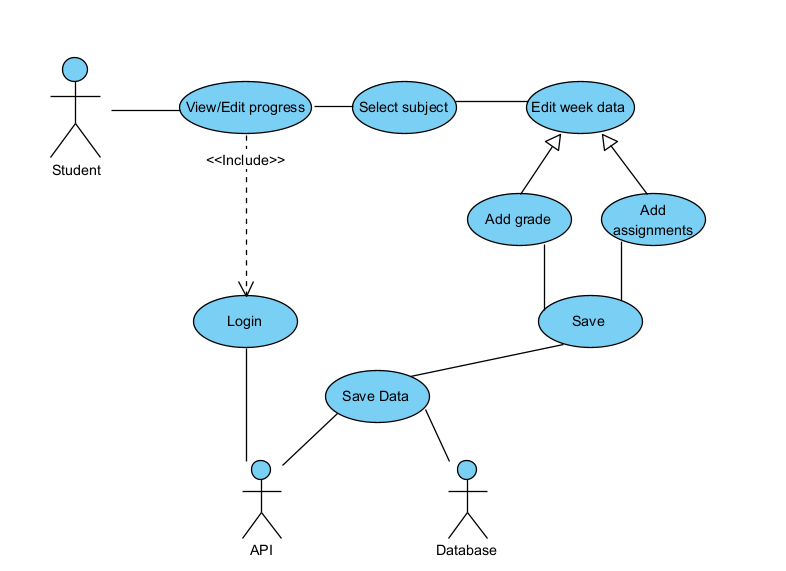 View/Edit progress
Select subject
Edit week data
<<Include>>
Student
Add grade
Add
assignments
Login
Save
Save Data
API
Database